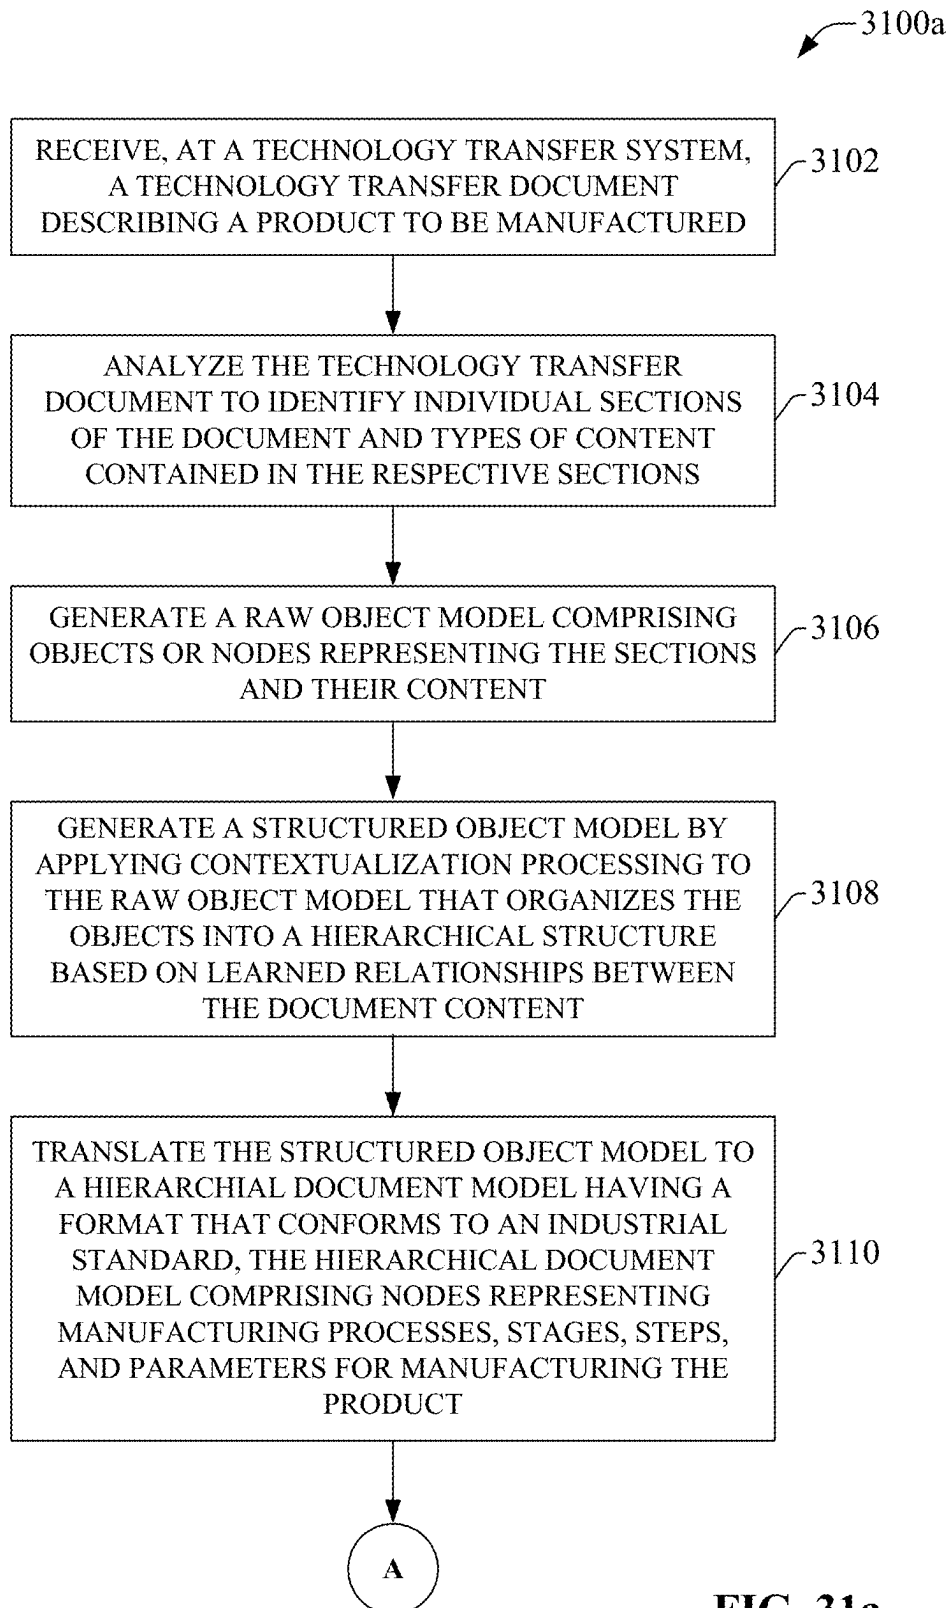 3100a
RECEIVE, AT A TECHNOLOGY TRANSFER SYSTEM,
A TECHNOLOGY TRANSFER DOCUMENT
DESCRIBING A PRODUCT TO BE MANUFACTURED
3102
ANALYZE THE TECHNOLOGY TRANSFER
DOCUMENT TO IDENTIFY INDIVIDUAL SECTIONS
OF THE DOCUMENT AND TYPES OF CONTENT
CONTAINED IN THE RESPECTIVE SECTIONS
3104
GENERATE A RAW OBJECT MODEL COMPRISING
OBJECTS OR NODES REPRESENTING THE SECTIONS
AND THEIR CONTENT
3106
GENERATE A STRUCTURED OBJECT MODEL BY
APPLYING CONTEXTUALIZATION PROCESSING TO
THE RAW OBJECT MODEL THAT ORGANIZES THE
OBJECTS INTO A HIERARCHICAL STRUCTURE
BASED ON LEARNED RELATIONSHIPS BETWEEN
THE DOCUMENT CONTENT
3108
TRANSLATE THE STRUCTURED OBJECT MODEL TO
A HIERARCHIAL DOCUMENT MODEL HAVING A
FORMAT THAT CONFORMS TO AN INDUSTRIAL
STANDARD, THE HIERARCHICAL DOCUMENT
MODEL COMPRISING NODES REPRESENTING
MANUFACTURING PROCESSES, STAGES, STEPS,
AND PARAMETERS FOR MANUFACTURING THE
PRODUCT
3110
A
FIG. 31a